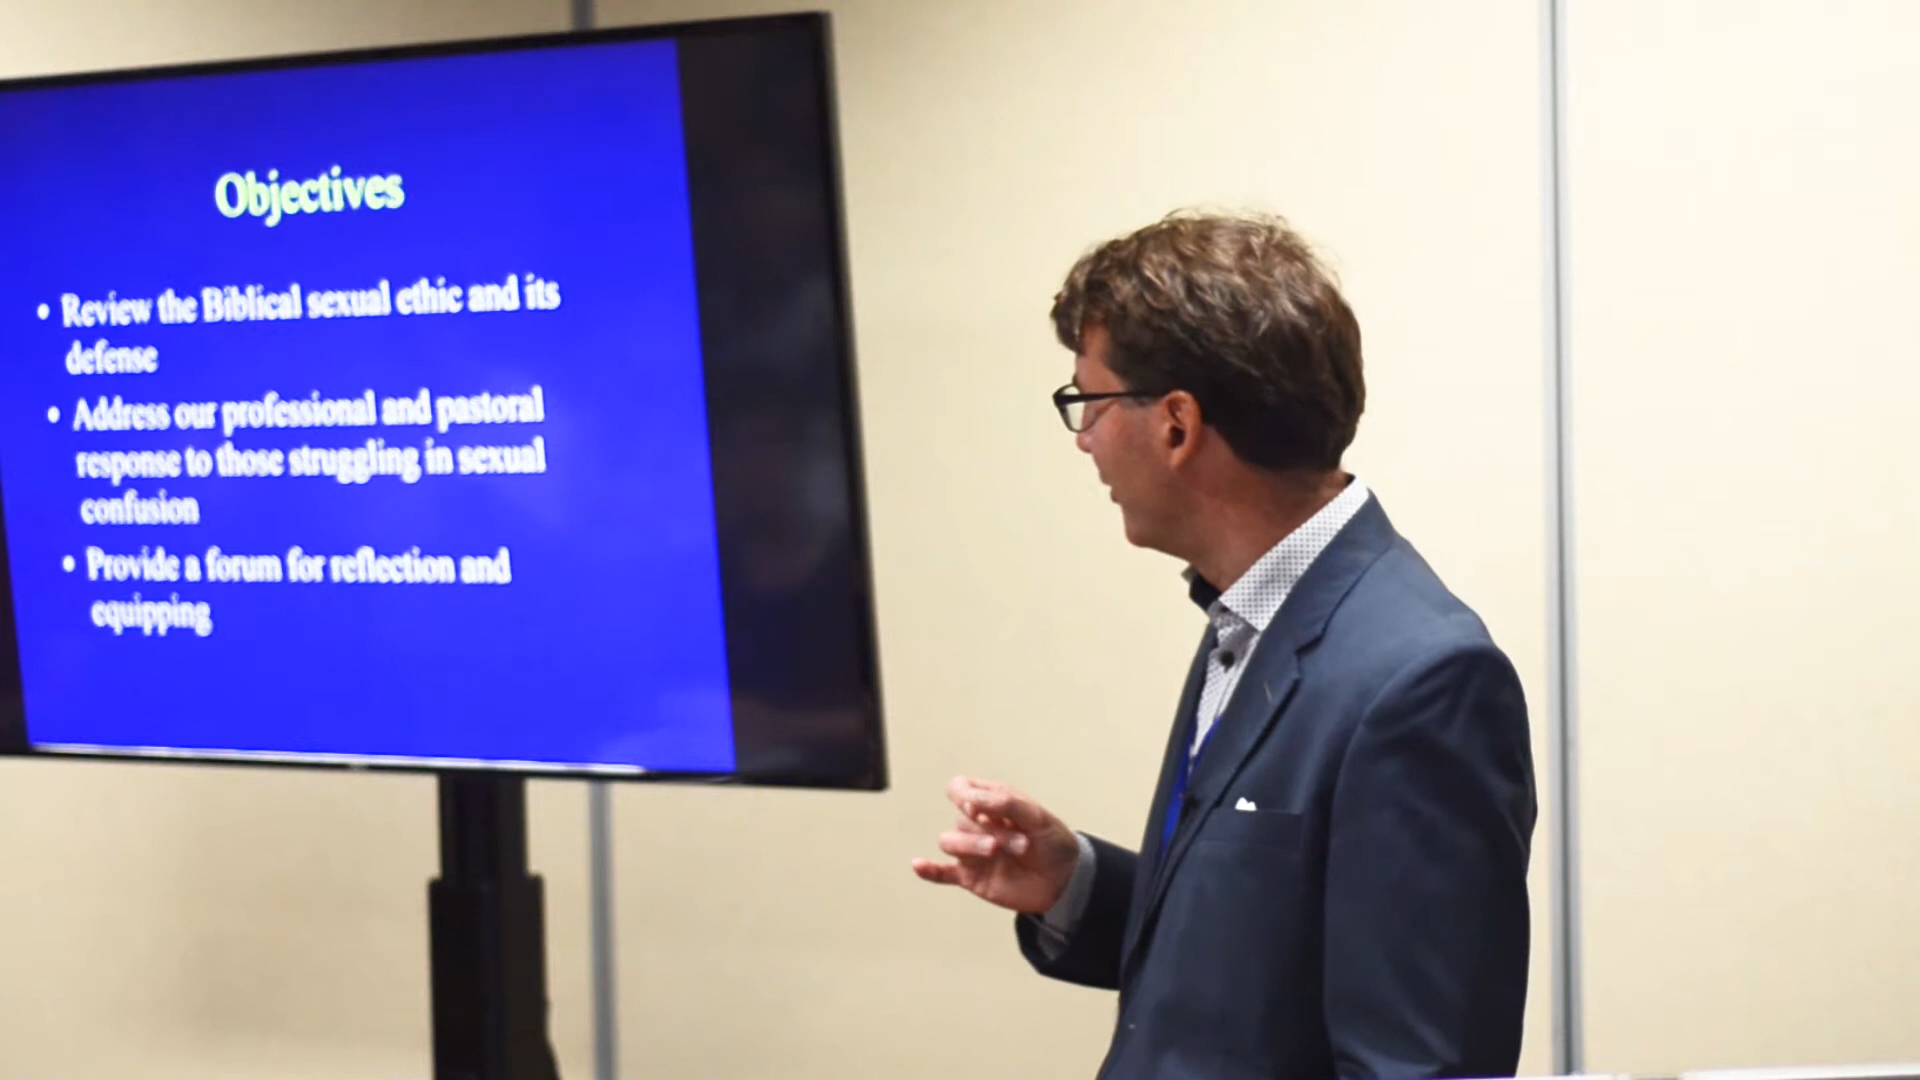 Objectives
• Review the Biblical sexual ethic and its
defense
• Address our professional and pastoral
response to those struggling in sexual
confusion
• Provide a forum for reflection and
equipping